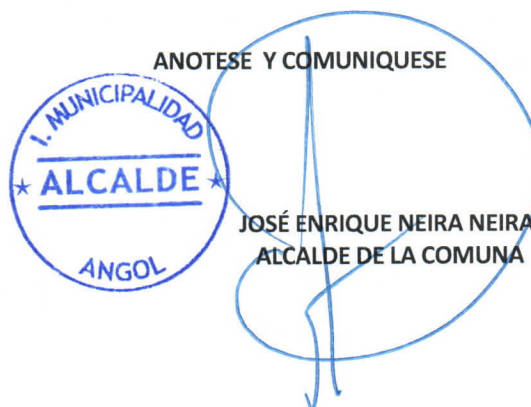 ANOTESE Y COMUNIQUESE
I. MUNICIPALIDAD
★ ALCALDE ★
ANGOL
JOSÉ ENRIQUE NEIRA NEIRA
ALCALDE DE LA COMUNA